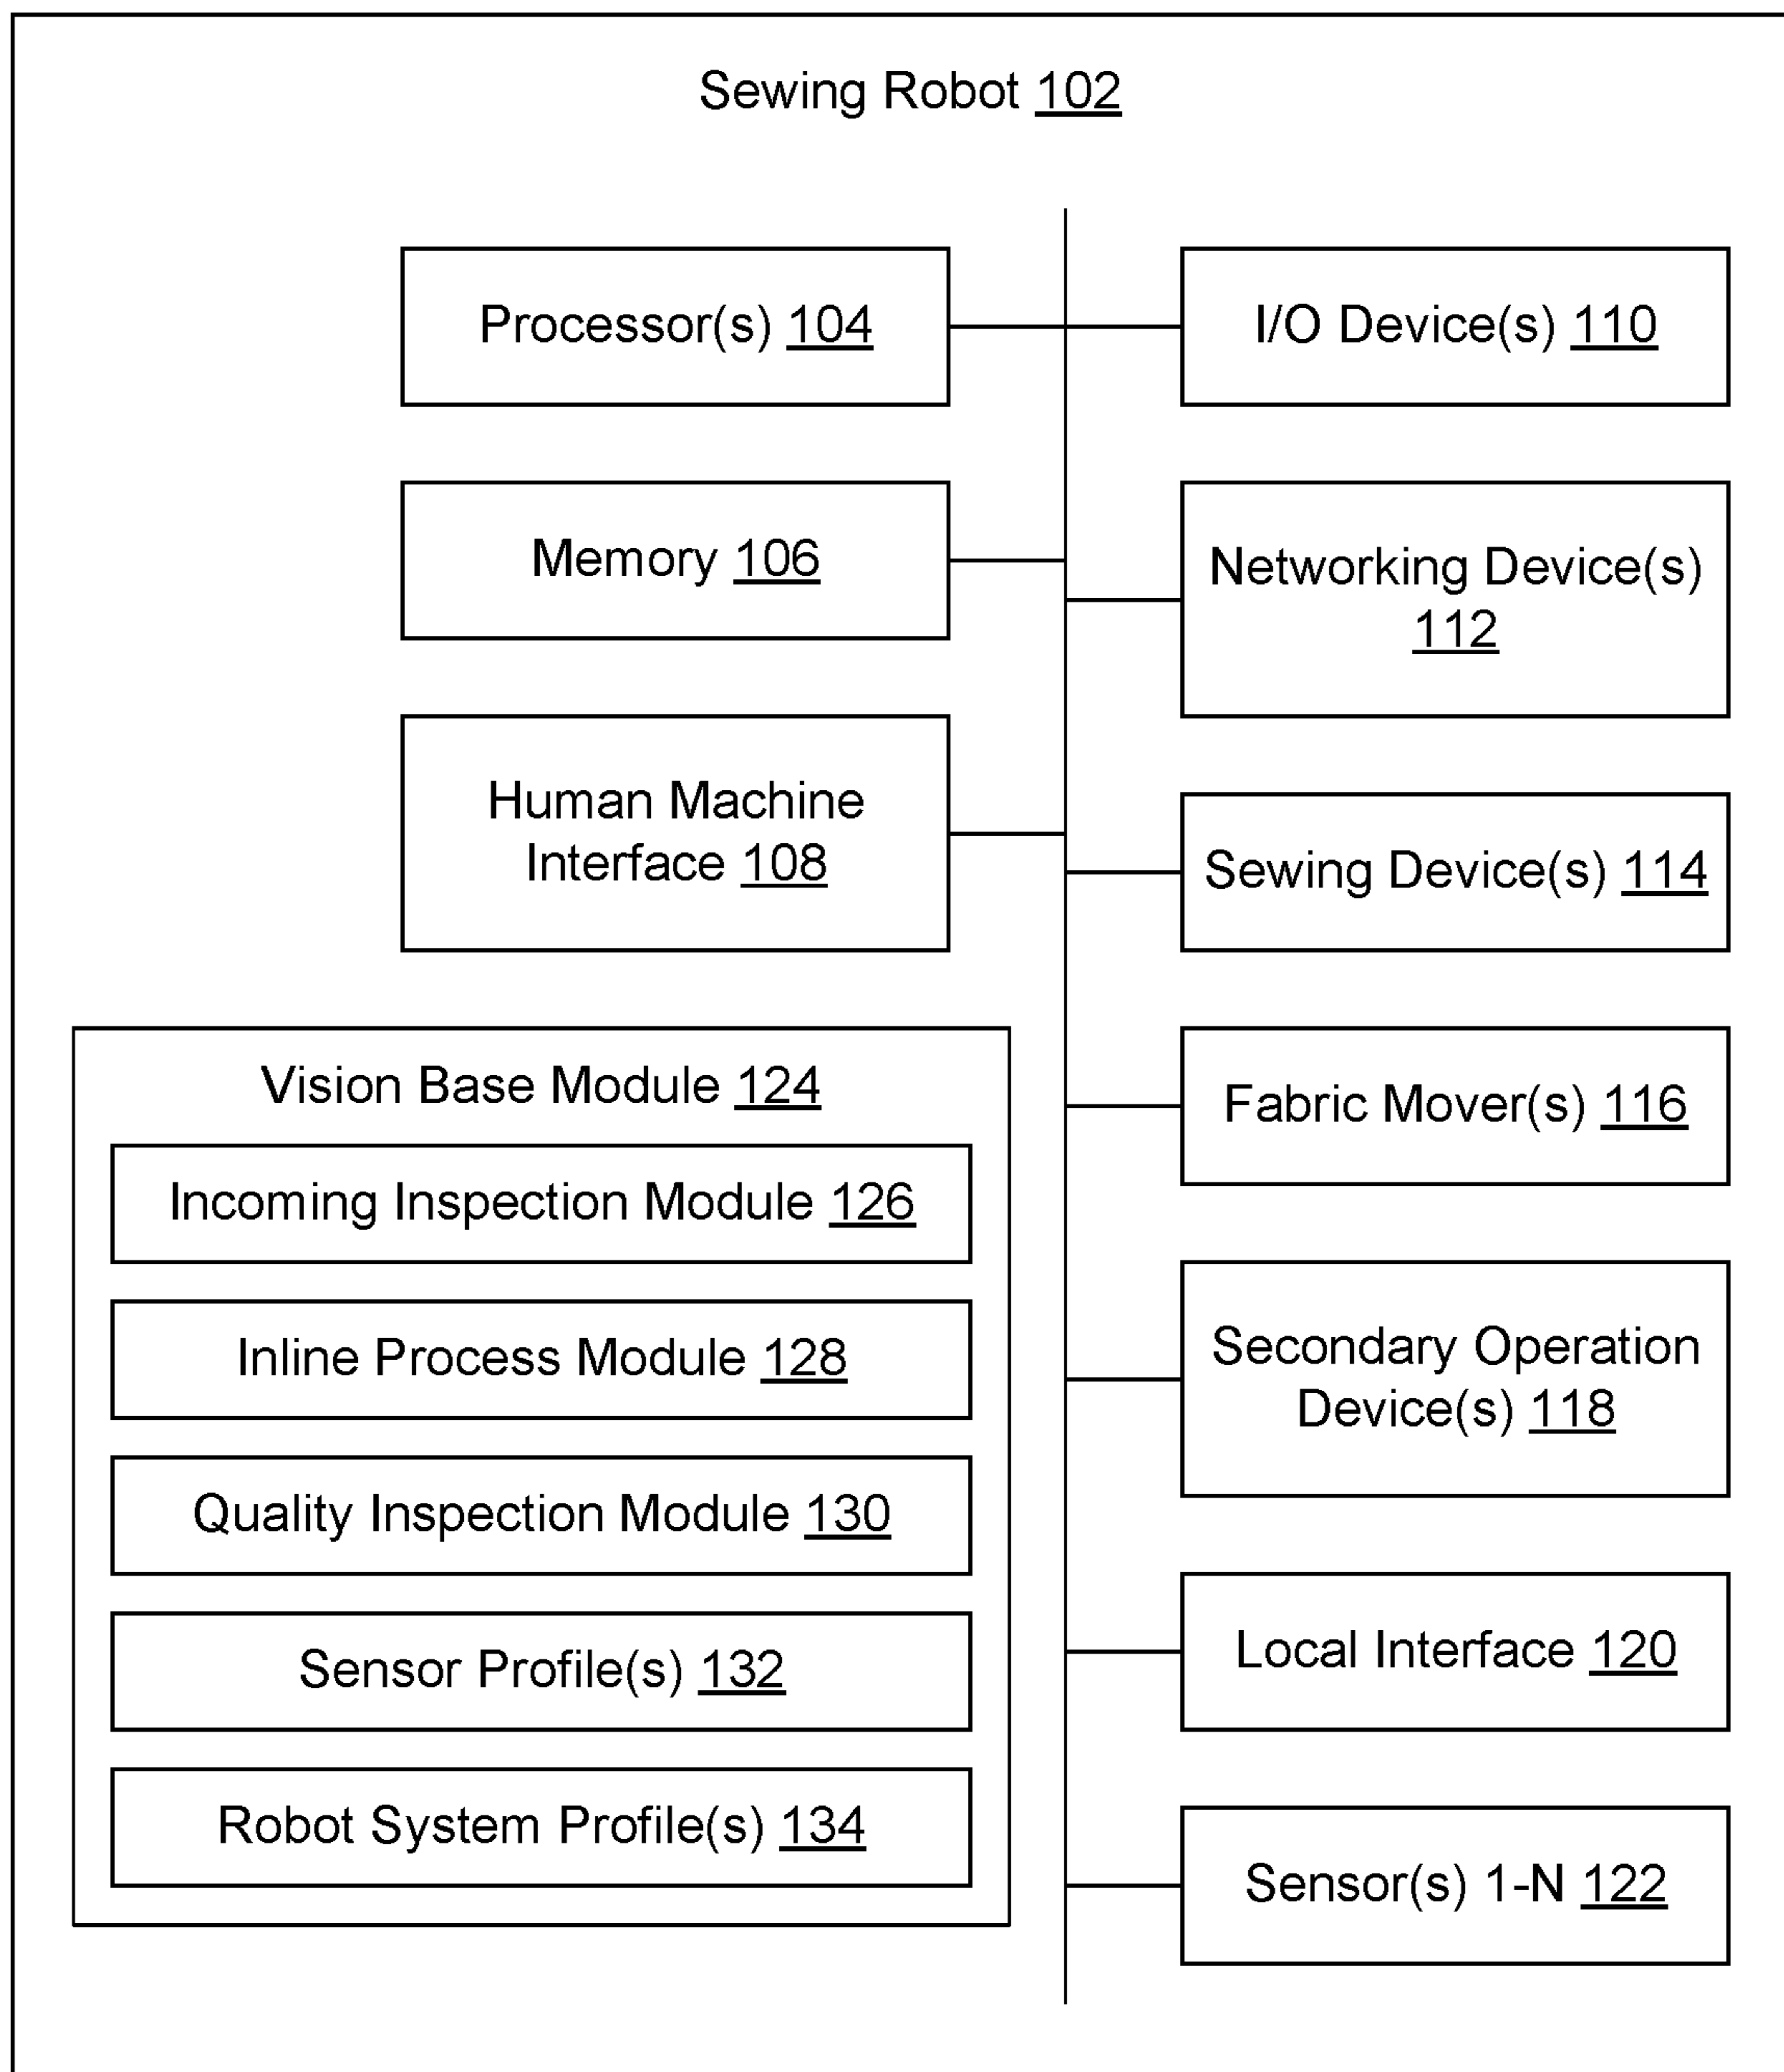 Sewing Robot 102
Processor(s) 104
Memory 106
Human Machine
Interface 108
Vision Base Module 124
Incoming Inspection Module 126
Inline Process Module 128
Quality Inspection Module 130
Sensor Profile(s) 132
Robot System Profile(s) 134
I/O Device(s) 110
Networking Device(s)
112
Sewing Device(s) 114
Fabric Mover(s) 116
Secondary Operation
Device(s) 118
Local Interface 120
Sensor(s) 1-N 122